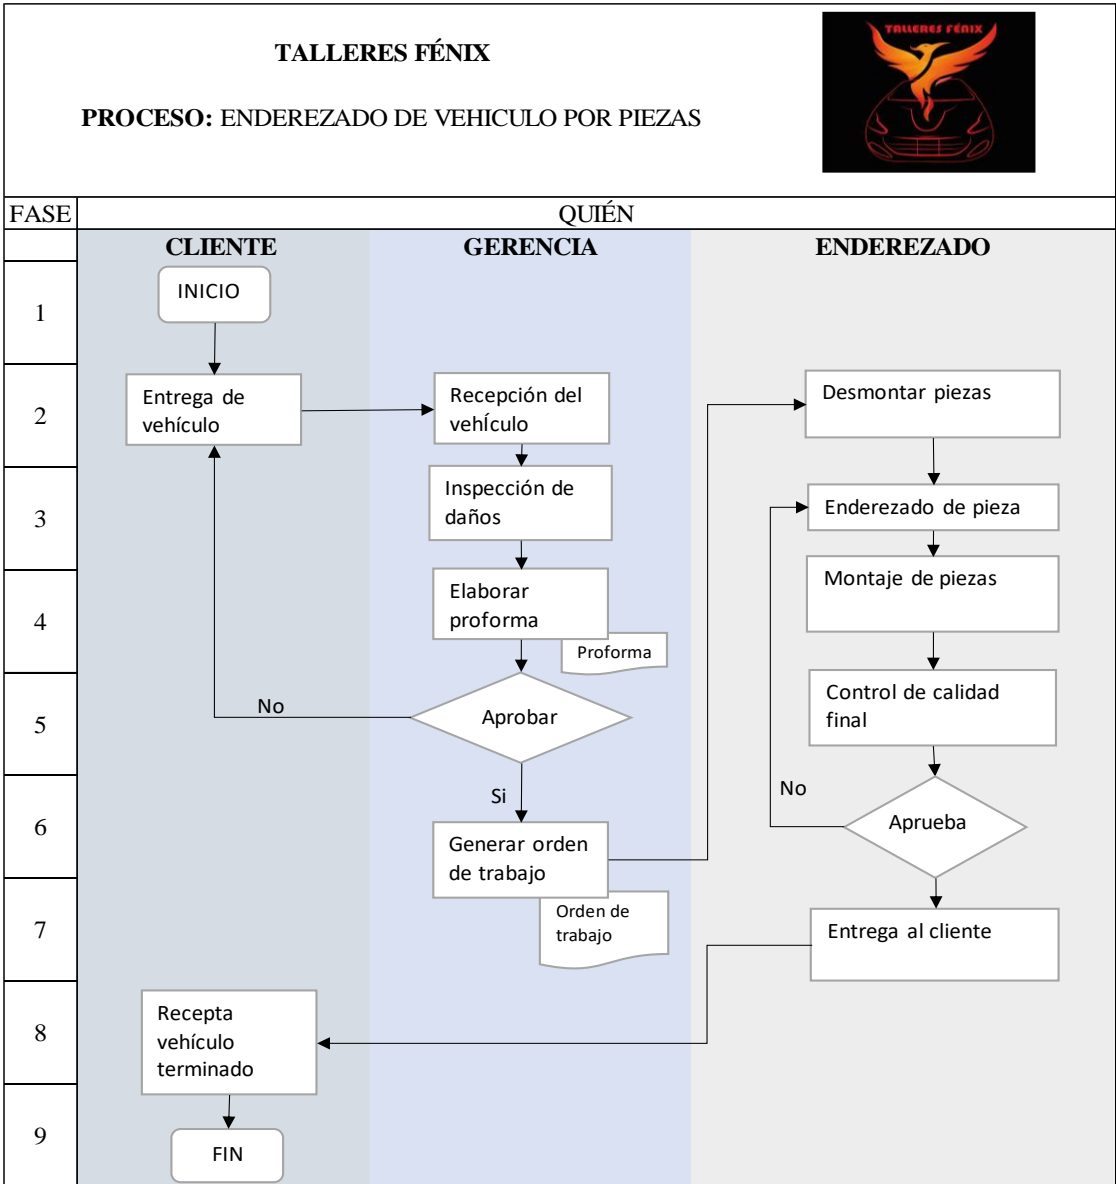 TALLERES FÉNIX
TALLERES FÉNIX
PROCESO: ENDEREZADO DE VEHICULO POR PIEZAS
FASE
QUIÉN
CLIENTE
GERENCIA
ENDEREZADO
1
INICIO
2
Entrega de
vehículo
Recepción del
vehÍculo
Desmontar piezas
3
Inspección de
daños
Enderezado de pieza
4
Elaborar
proforma
Proforma
Montaje de piezas
5
No
Aprobar
Control de calidad
final
6
Si
Generar orden
de trabajo
No
Aprueba
7
Orden de
trabajo
Entrega al cliente
8
Recepta
vehículo
terminado
9
FIN